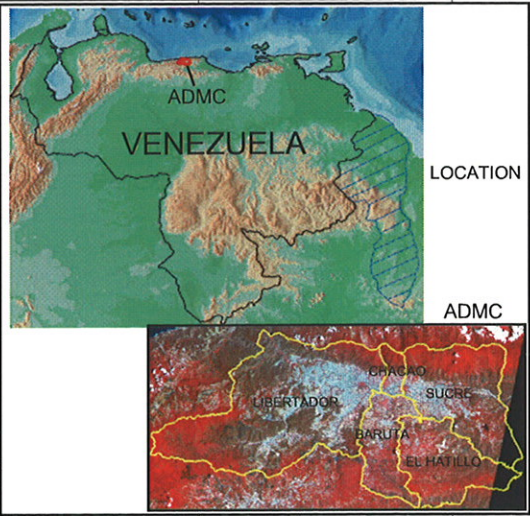 ADMC
VENEZUELA
LOCATION
ADMC
CHACAO
LIBERTADOR
SUCRE
BARUTA
EL HATILLO